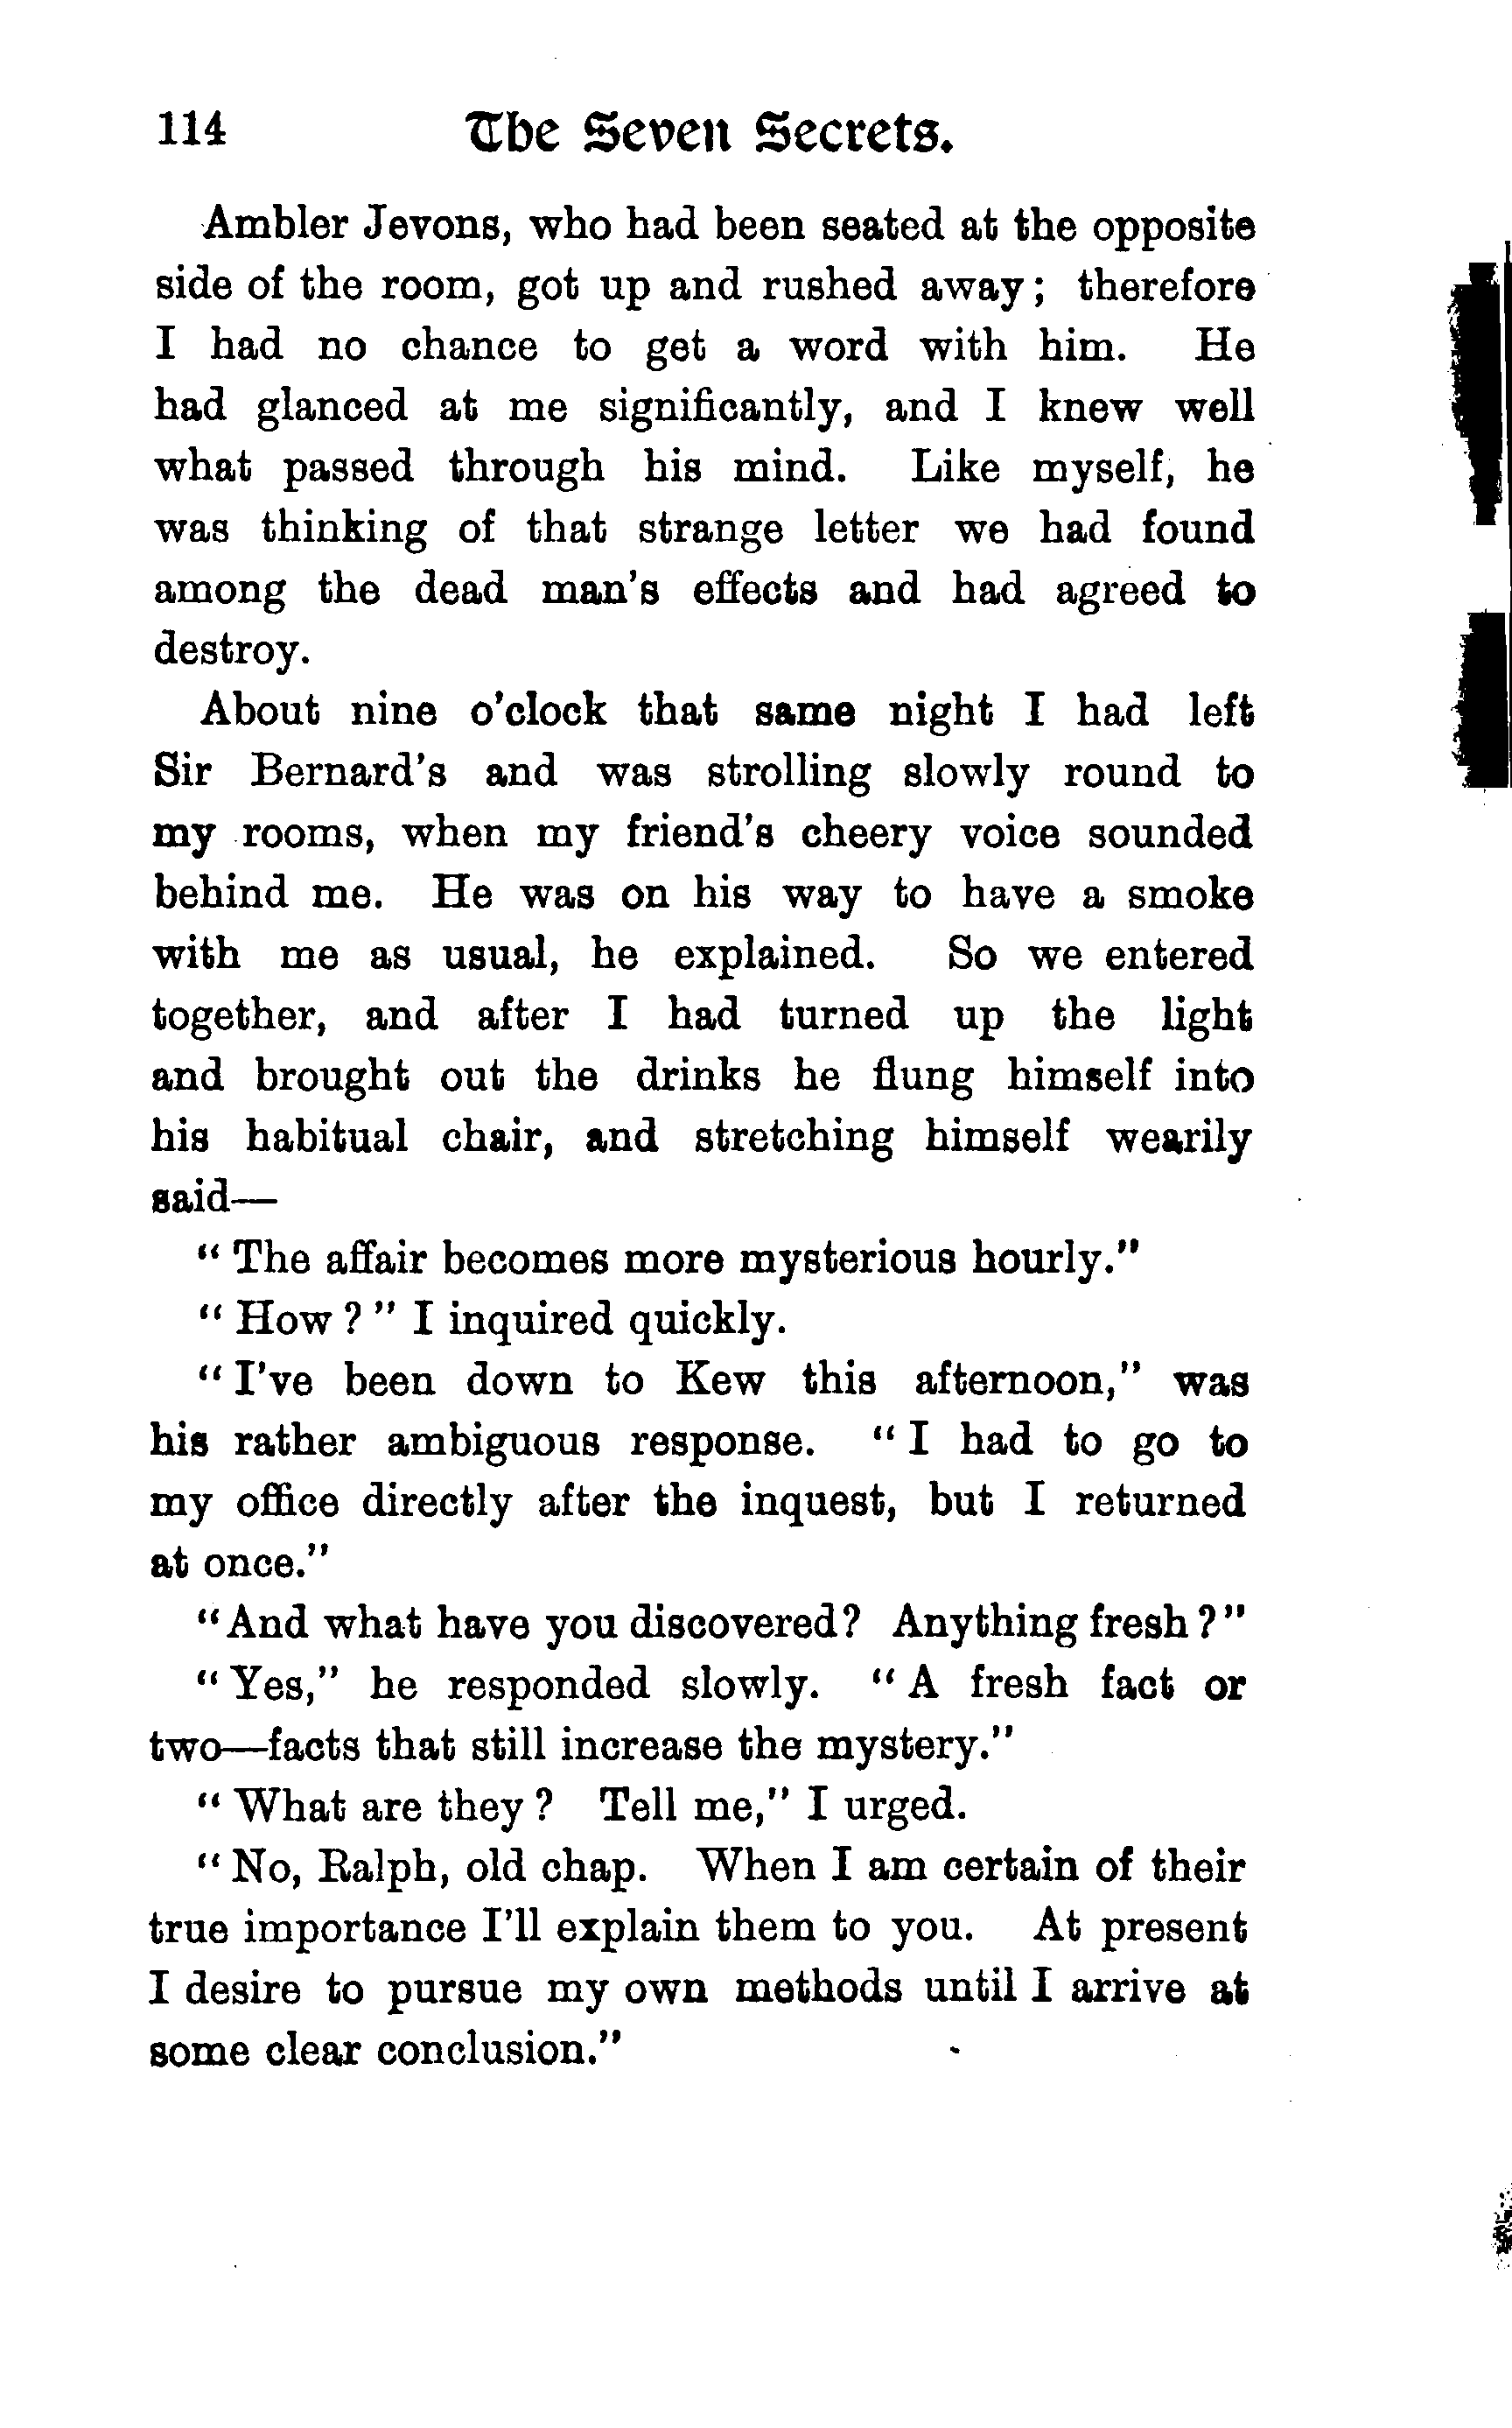 114 The Seven Secrets.
Ambler Jevons, who had been seated at the opposite
side of the room, got up and rushed away; therefore
I had no chance to get a word with him. He
had glanced at me significantly, and I knew well
what passed through his mind. Like myself, he
was thinking of that strange letter we had found
among the dead man's effects and had agreed to
destroy.
About nine o'clock that same night I had left
Sir Bernard's and was strolling slowly round to
my rooms, when my friend's cheery voice sounded
behind me. He was on his way to have a smoke
with me as usual, he explained. So we entered
together, and after I had turned up the light
and brought out the drinks he flung himself into
his habitual chair, and stretching himself wearily
said—
"The affair becomes more mysterious hourly."
"How?" I inquired quickly.
"I've been down to Kew this afternoon," was
his rather ambiguous response. "I had to go to
my office directly after the inquest, but I returned
at once."
"And what have you discovered? Anything fresh?"
"Yes," he responded slowly. "A fresh fact or
two—facts that still increase the mystery."
"What are they? Tell me," I urged.
"No, Ralph, old chap. When I am certain of their
true importance I'll explain them to you. At present
I desire to pursue my own methods until I arrive at
some clear conclusion."